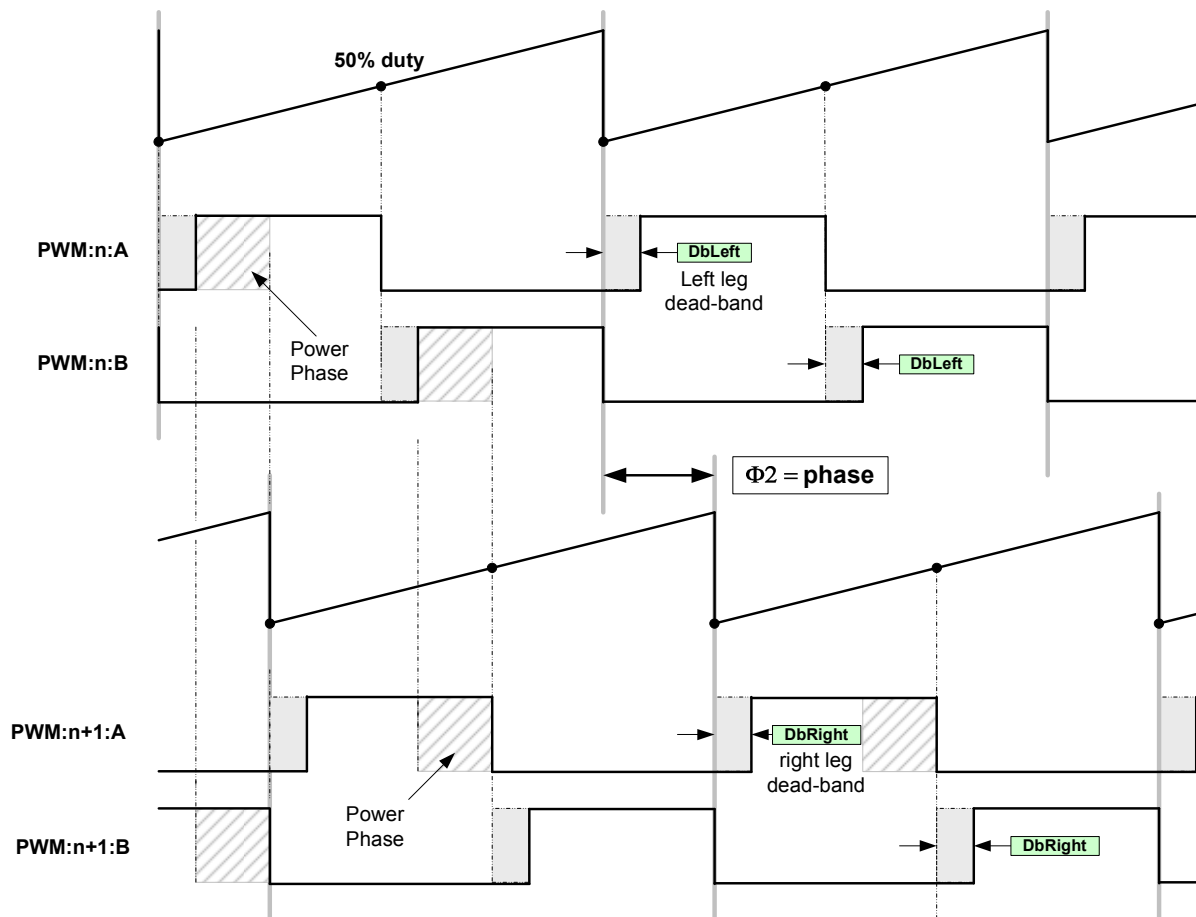 50% duty
PWM:n:A
DbLeft
Left leg
dead-band
Power
Phase
PWM:n:B
DbLeft
Φ2 = phase
PWM:n+1:A
DbRight
right leg
dead-band
Power
Phase
PWM:n+1:B
DbRight